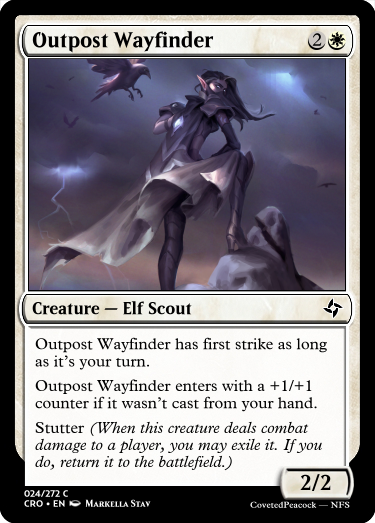 Outpost Wayfinder
2
Creature — Elf Scout
Outpost Wayfinder has first strike as long
as it's your turn.
Outpost Wayfinder enters with a +1/+1
counter if it wasn't cast from your hand.
Stutter (When this creature deals combat
damage to a player, you may exile it. If you
do, return it to the battlefield.)
2/2
024/272 C
CRO • EN Markella Stav
CovetedPeacock — NFS